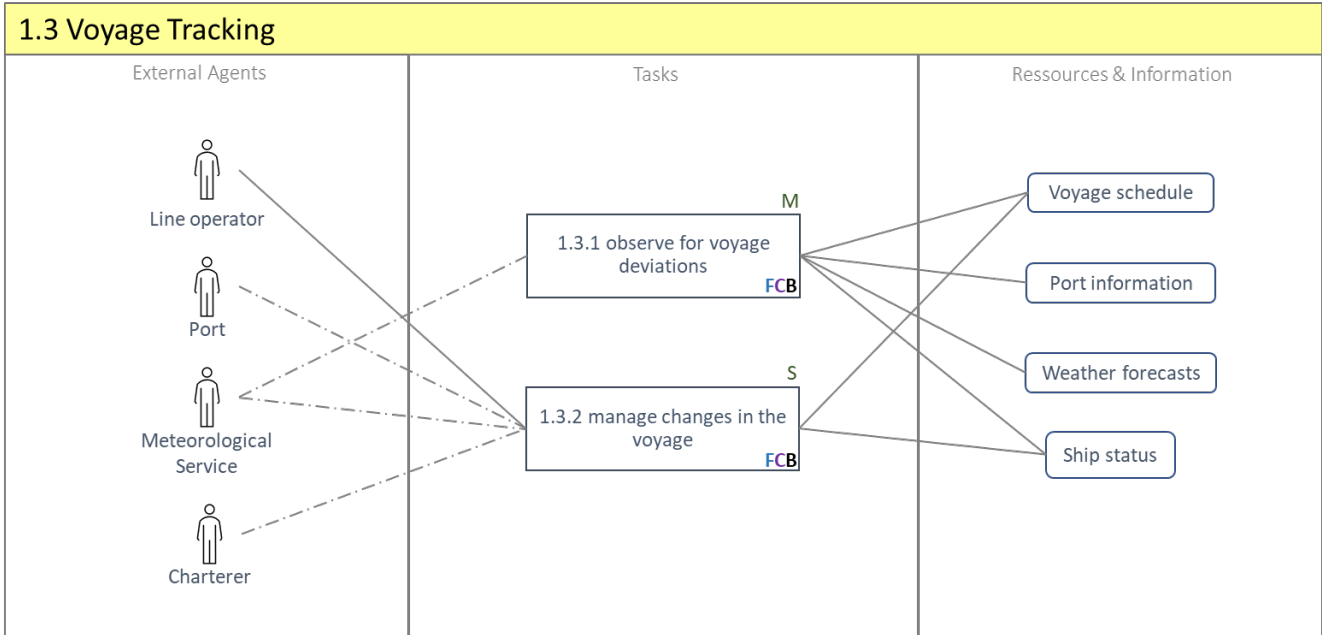 1.3 Voyage Tracking
External Agents
Tasks
Ressources & Information
Line operator
Port
Meteorological
Service
Charterer
M
1.3.1 observe for voyage
deviations
FCB
S
1.3.2 manage changes in the
voyage
FCB
Voyage schedule
Port information
Weather forecasts
Ship status